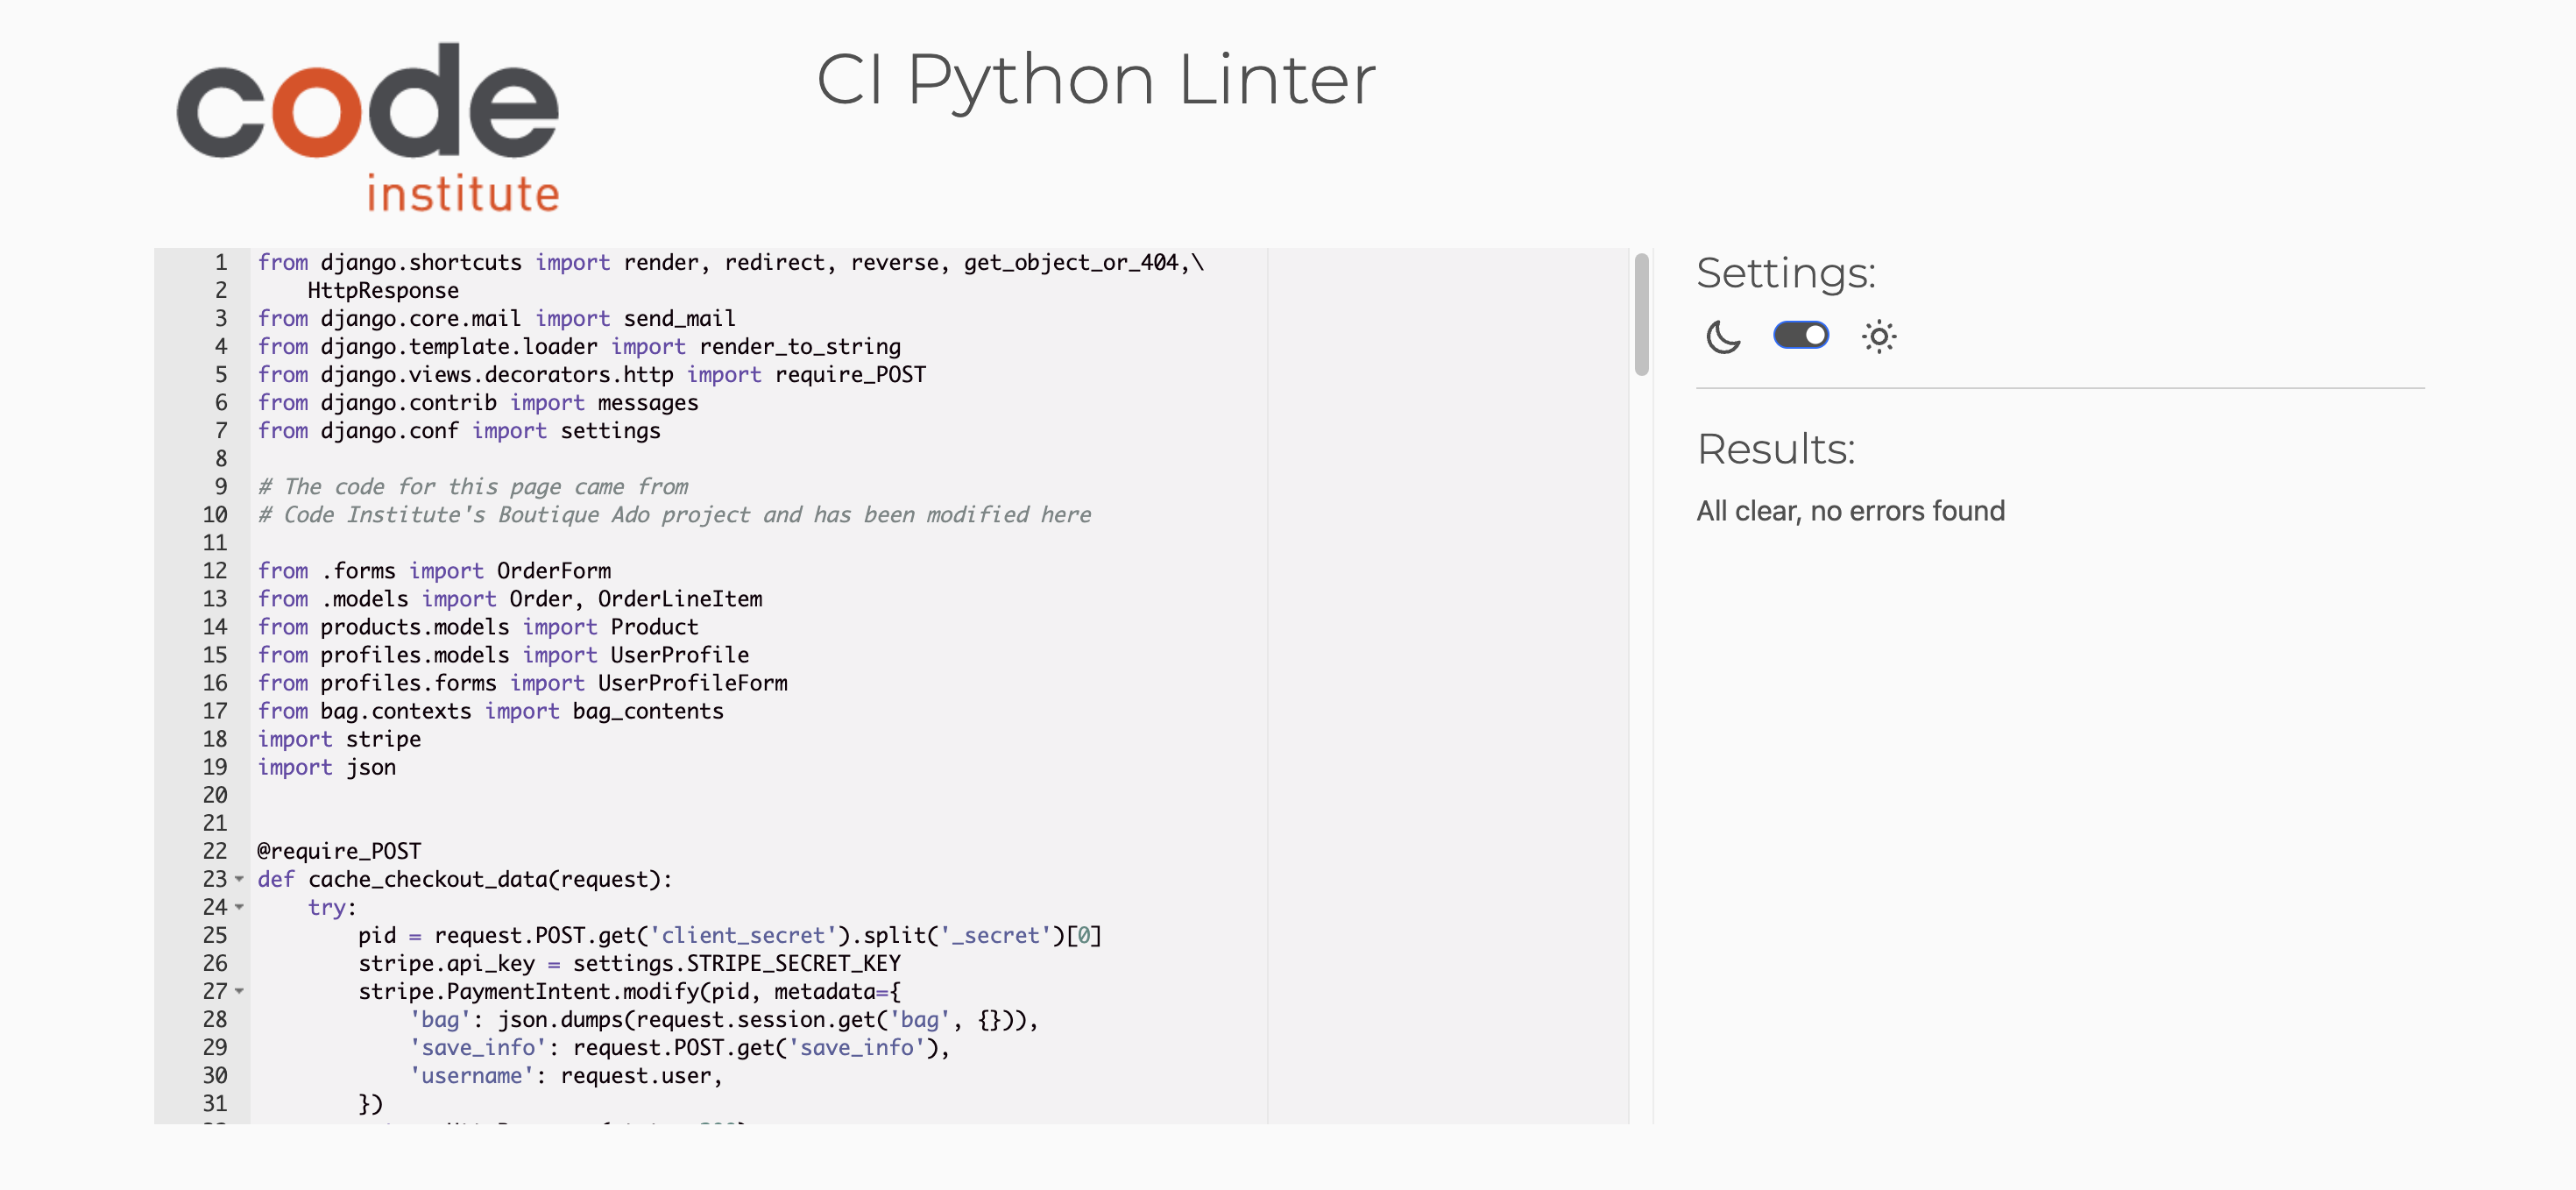 code
institute
CI Python Linter
1 from django.shortcuts import render, redirect, reverse, get_object_or_404,\
2     HttpResponse
3 from django.core.mail import send_mail
4 from django.template.loader import render_to_string
5 from django.views.decorators.http import require_POST
6 from django.contrib import messages
7 from django.conf import settings
8
9 # The code for this page came from
10 # Code Institute's Boutique Ado project and has been modified here
11
12 from .forms import OrderForm
13 from .models import Order, OrderLineItem
14 from products.models import Product
15 from profiles.models import UserProfile
16 from profiles.forms import UserProfileForm
17 from bag.contexts import bag_contents
18 import stripe
19 import json
20
21
22 @require_POST
23 def cache_checkout_data(request):
24     try:
25         pid = request.POST.get('client_secret').split('_secret')[0]
26         stripe.api_key = settings.STRIPE_SECRET_KEY
27         stripe.PaymentIntent.modify(pid, metadata={
28             'bag': json.dumps(request.session.get('bag', {})),
29             'save_info': request.POST.get('save_info'),
30             'username': request.user,
31         })
Settings:
Results:
All clear, no errors found